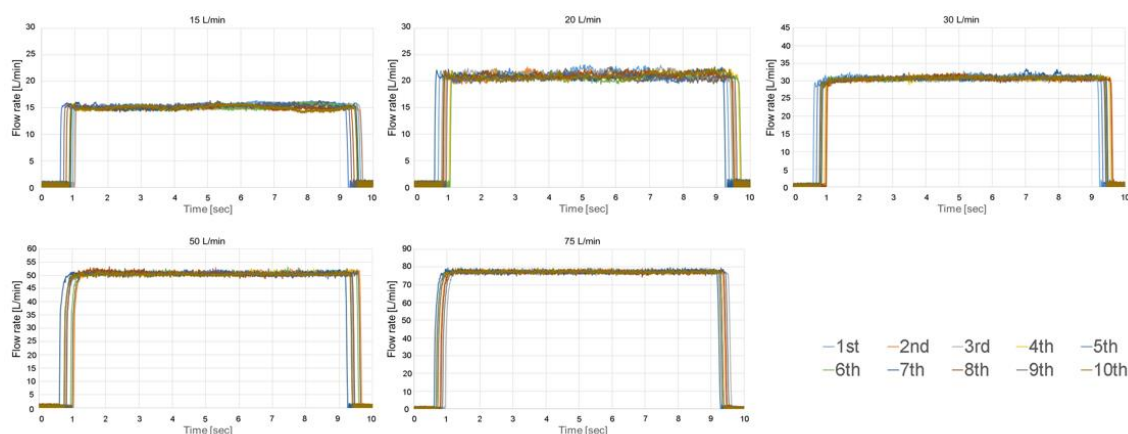 15 L/min
30
25
20
15
10
5
0
Flow rate [L/min]
0 1 2 3 4 5 6 7 8 9 10
Time [sec]
20 L/min
30
25
20
15
10
5
0
Flow rate [L/min]
0 1 2 3 4 5 6 7 8 9 10
Time [sec]
30 L/min
45
40
35
30
25
20
15
10
5
0
Flow rate [L/min]
0 1 2 3 4 5 6 7 8 9 10
Time [sec]
50 L/min
60
55
50
45
40
35
30
25
20
15
10
5
0
Flow rate [L/min]
0 1 2 3 4 5 6 7 8 9 10
Time [sec]
75 L/min
90
80
70
60
50
40
30
20
10
0
Flow rate [L/min]
0 1 2 3 4 5 6 7 8 9 10
Time [sec]
1st 2nd 3rd 4th 5th
6th 7th 8th 9th 10th